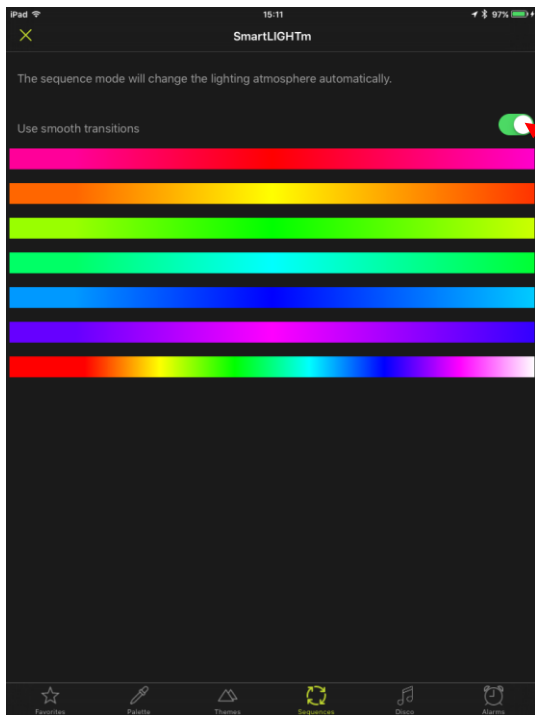 iPad 15:11 97%
SmartLIGHTm
The sequence mode will change the lighting atmosphere automatically.
Use smooth transitions
Favorites Palette Themes Sequences Disco Alarms